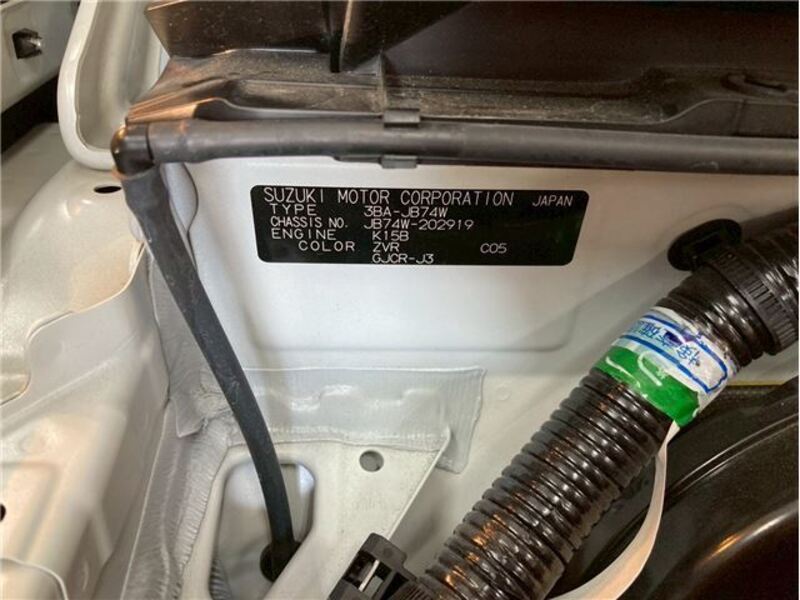 SUZUKI MOTOR CORPORATION JAPAN
TYPE 3BA-JB74W
CHASSIS NO. JB74W-202919
ENGINE K15B
COLOR ZVR C05
GJCR-J3